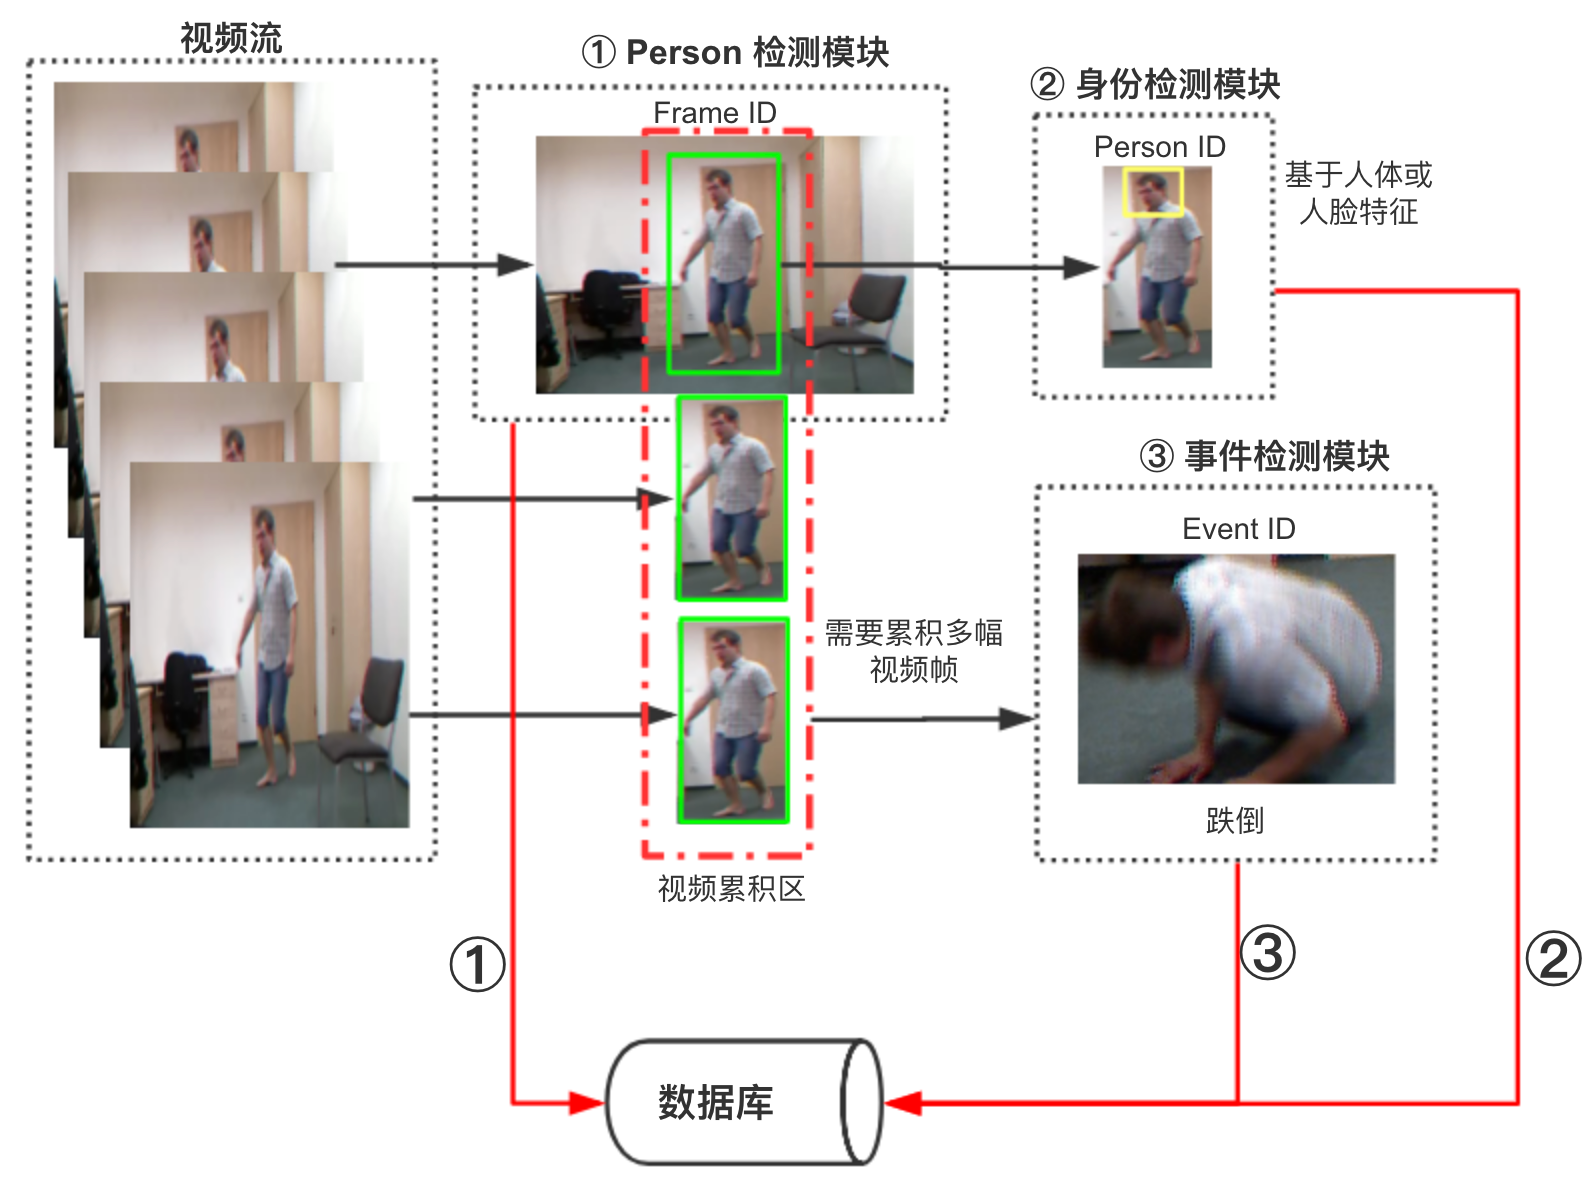 视频流
① Person 检测模块
Frame ID
② 身份检测模块
Person ID
基于人体或
人脸特征
③ 事件检测模块
Event ID
需要累积多幅
视频帧
跌倒
视频累积区
①
③
②
数据库